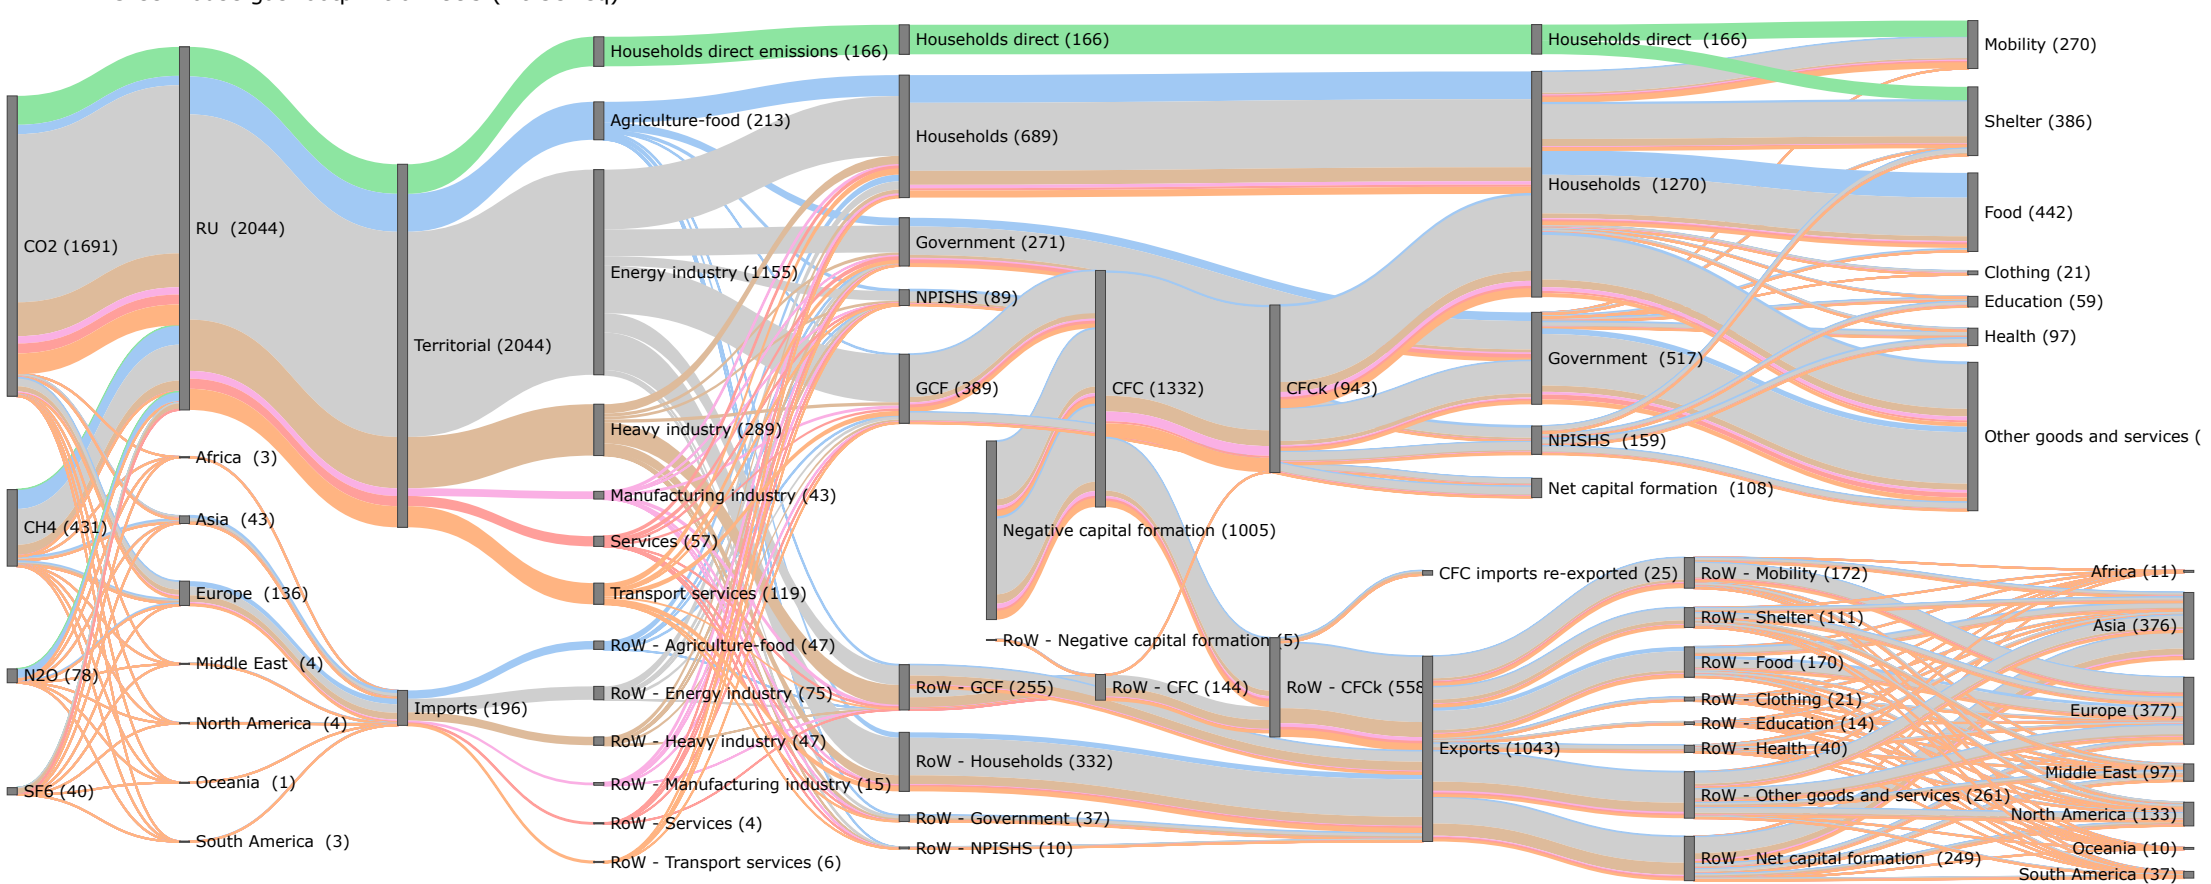 CO2 (1691)
CH4 (431)
N2O (78)
SF6 (40)
RU (2044)
Africa (3)
Asia (43)
Europe (136)
Middle East (4)
North America (4)
Oceania (1)
South America (3)
Territorial (2044)
Imports (196)
Households direct emissions (166)
Agriculture-food (213)
Energy industry (1155)
Heavy industry (289)
Manufacturing industry (43)
Services (57)
Transport services (119)
RoW - Agriculture-food (47)
RoW - Energy industry (75)
RoW - Heavy industry (47)
RoW - Manufacturing industry (15)
RoW - Services (4)
RoW - Transport services (6)
Households direct (166)
Households (689)
Government (271)
NPISHS (89)
GCF (389)
RoW - GCF (255)
RoW - Households (332)
RoW - Government (37)
RoW - NPISHS (10)
Negative capital formation (1005)
RoW - Negative capital formation (5)
CFC (1332)
RoW - CFC (144)
CFCk (943)
RoW - CFCk (558
CFC imports re-exported (25)
Exports (1043)
Households direct (166)
Households (1270)
Government (517)
NPISHS (159)
Net capital formation (108)
RoW - Mobility (172)
RoW - Shelter (111)
RoW - Food (170)
RoW - Clothing (21)
RoW - Education (14)
RoW - Health (40)
RoW - Other goods and services (261)
RoW - Net capital formation (249)
Mobility (270)
Shelter (386)
Food (442)
Clothing (21)
Education (59)
Health (97)
Other goods and services (
Africa (11)
Asia (376)
Europe (377)
Middle East (97)
North America (133)
Oceania (10)
South America (37)